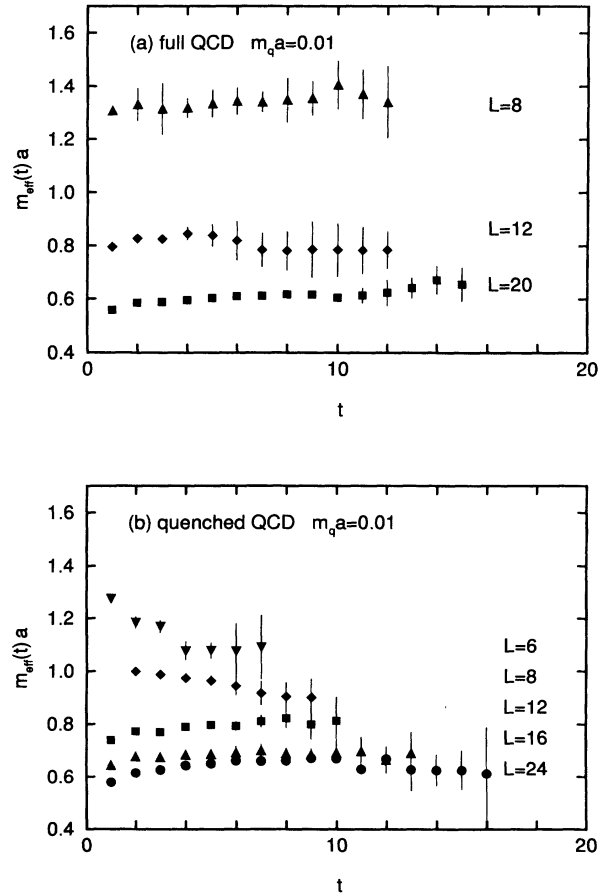 (a) full QCD m_q a=0.01
1.6
1.4
1.2
1.0
0.8
0.6
0.4
m_eff(t) a
L=8
L=12
L=20
0
10
20
t
(b) quenched QCD m_q a=0.01
1.6
1.4
1.2
1.0
0.8
0.6
0.4
m_eff(t) a
L=6
L=8
L=12
L=16
L=24
0
10
20
t